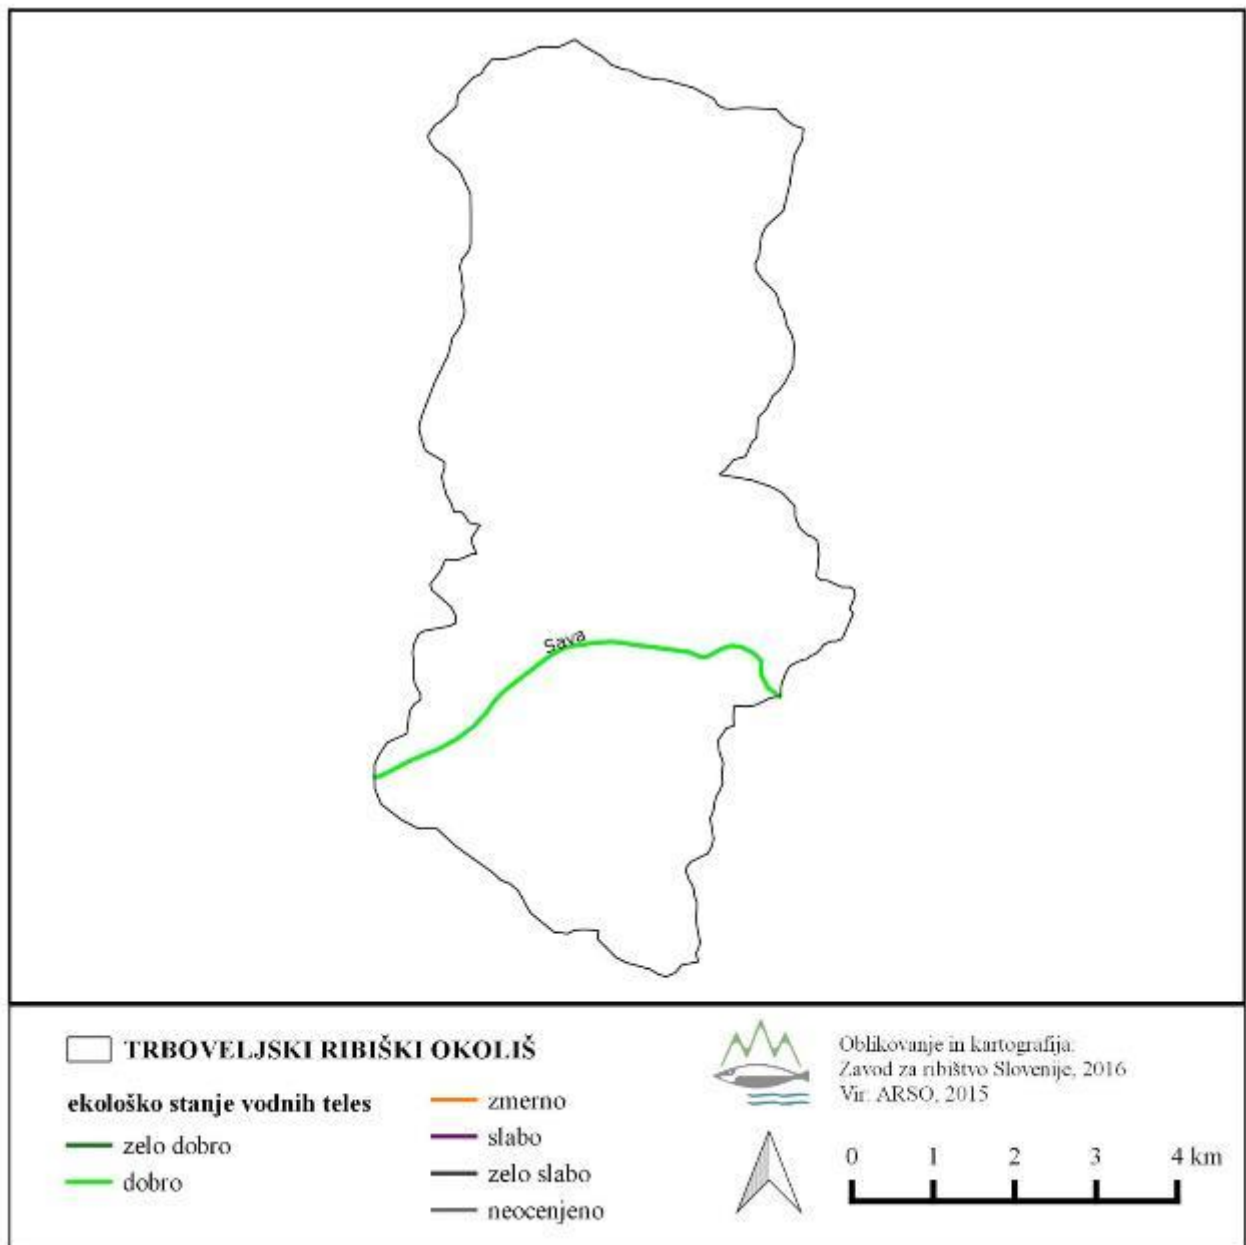 Sava
TRBOVELJSKI RIBIŠKI OKOLIŠ
ekološko stanje vodnih teles
zelo dobro
dobro
zmerno
slabo
zelo slabo
neocenjeno
Oblikovanje in kartografija:
Zavod za ribištvo Slovenije, 2016
Vir: ARSO, 2015
0 1 2 3 4 km